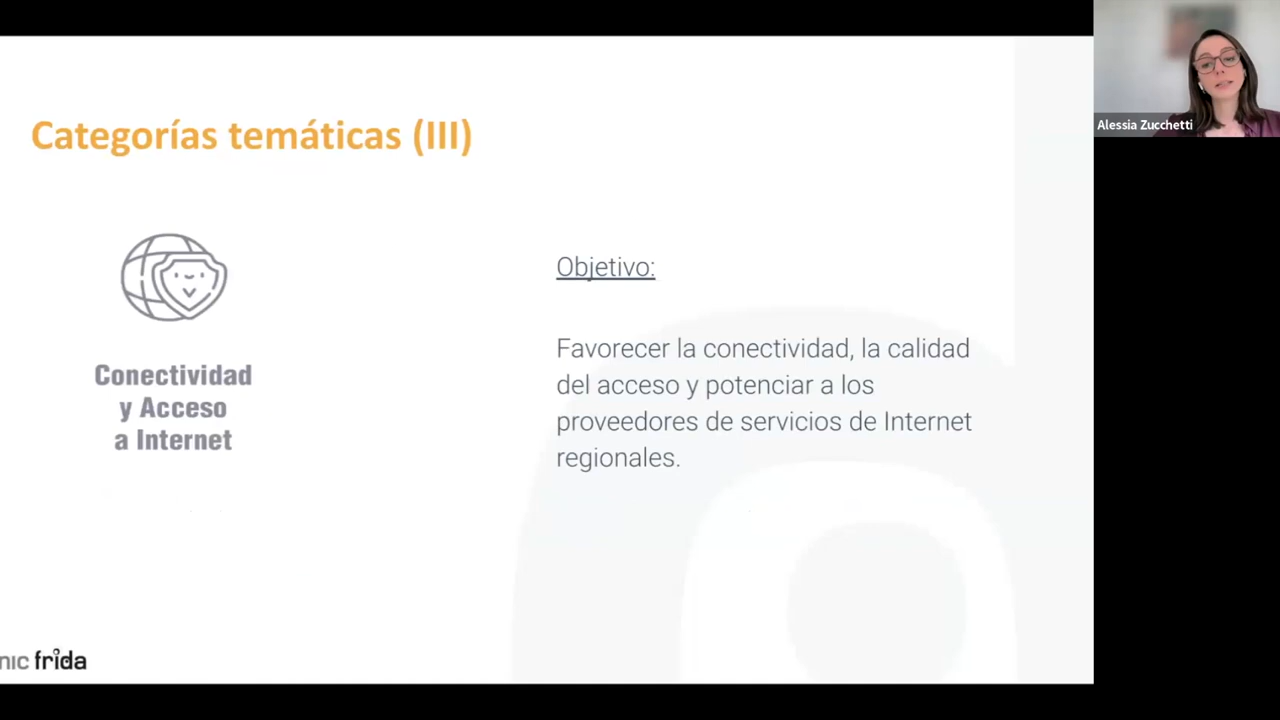 Categorías temáticas (III)
Alessia Zucchetti
Conectividad
y Acceso
a Internet
Objetivo:
Favorecer la conectividad, la calidad
del acceso y potenciar a los
proveedores de servicios de Internet
regionales.
nic frida